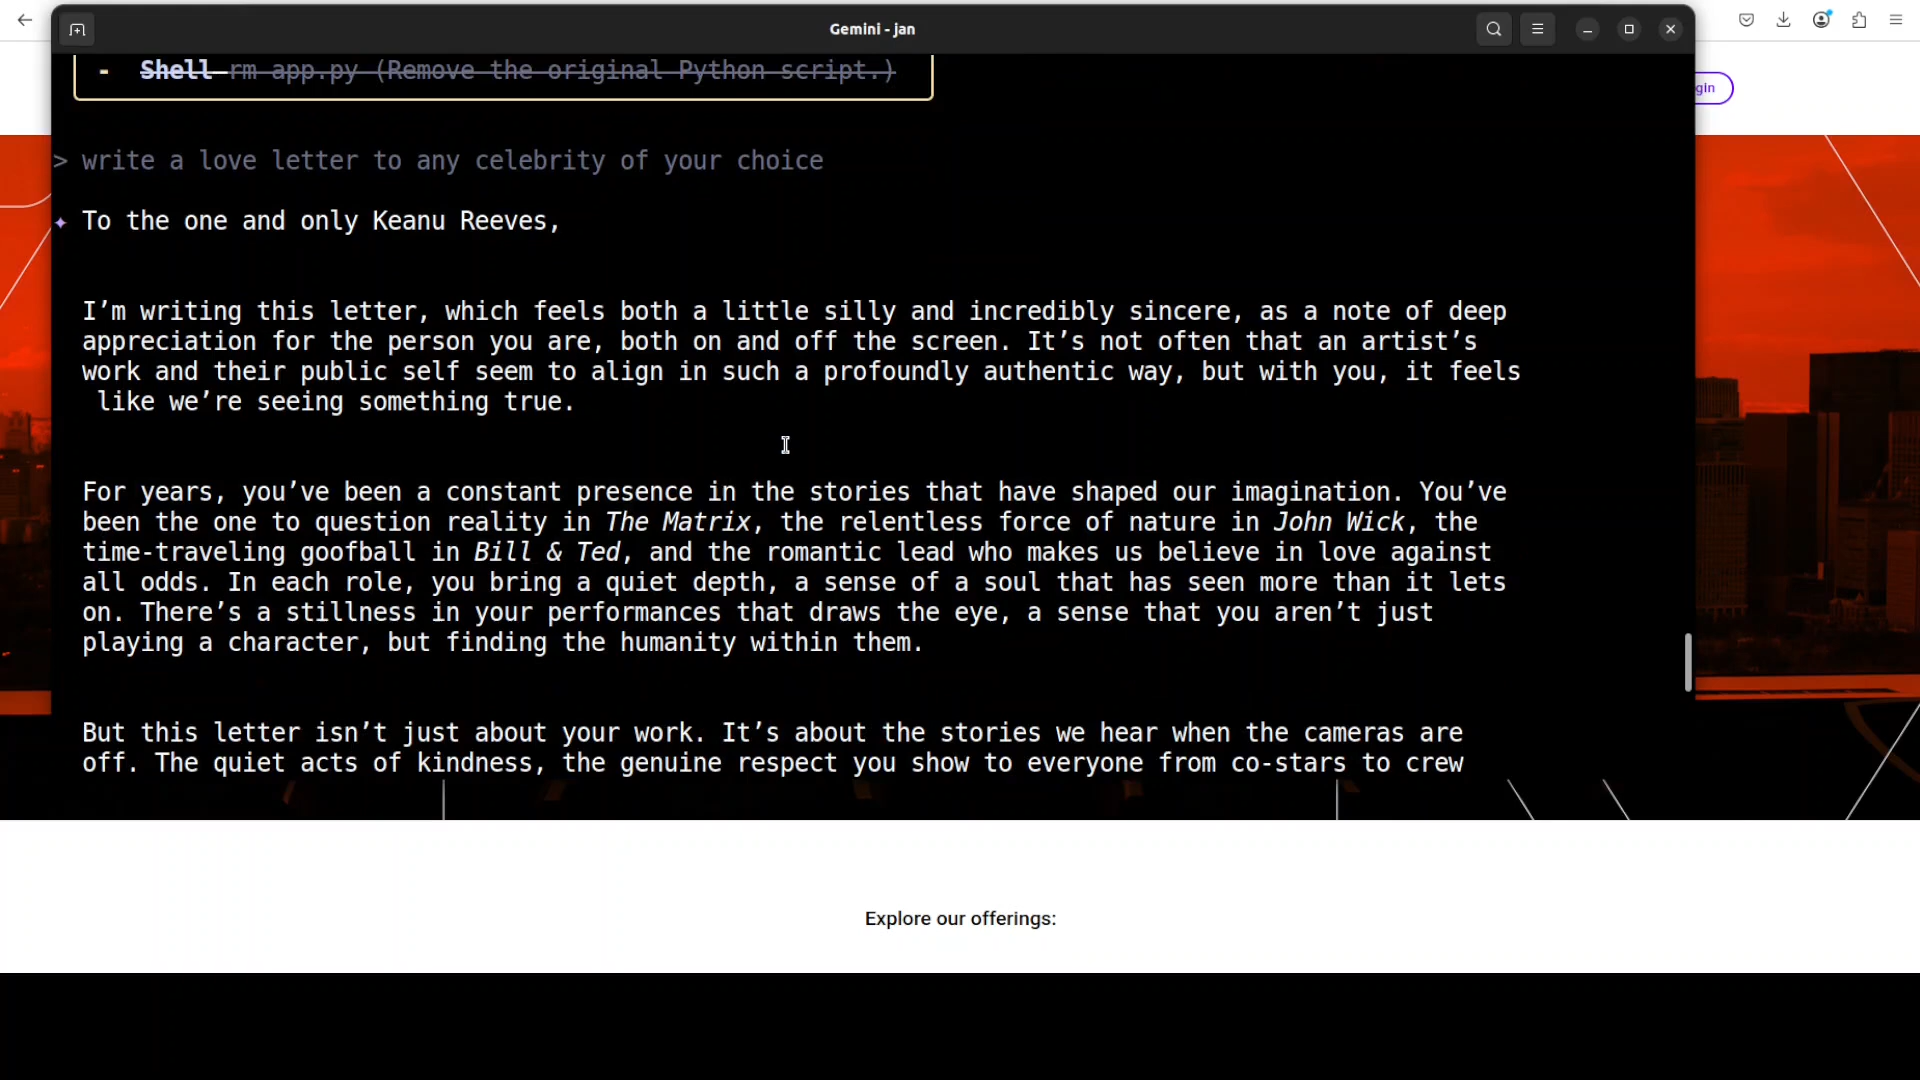 Gemini - jan
- Shell rm app.py (Remove the original Python script.)
gin
> write a love letter to any celebrity of your choice
✦ To the one and only Keanu Reeves,
I’m writing this letter, which feels both a little silly and incredibly sincere, as a note of deep
appreciation for the person you are, both on and off the screen. It’s not often that an artist’s
work and their public self seem to align in such a profoundly authentic way, but with you, it feels
like we’re seeing something true.
For years, you’ve been a constant presence in the stories that have shaped our imagination. You’ve
been the one to question reality in The Matrix, the relentless force of nature in John Wick, the
time-traveling goofball in Bill & Ted, and the romantic lead who makes us believe in love against
all odds. In each role, you bring a quiet depth, a sense of a soul that has seen more than it lets
on. There’s a stillness in your performances that draws the eye, a sense that you aren’t just
playing a character, but finding the humanity within them.
But this letter isn’t just about your work. It’s about the stories we hear when the cameras are
off. The quiet acts of kindness, the genuine respect you show to everyone from co-stars to crew
Explore our offerings: